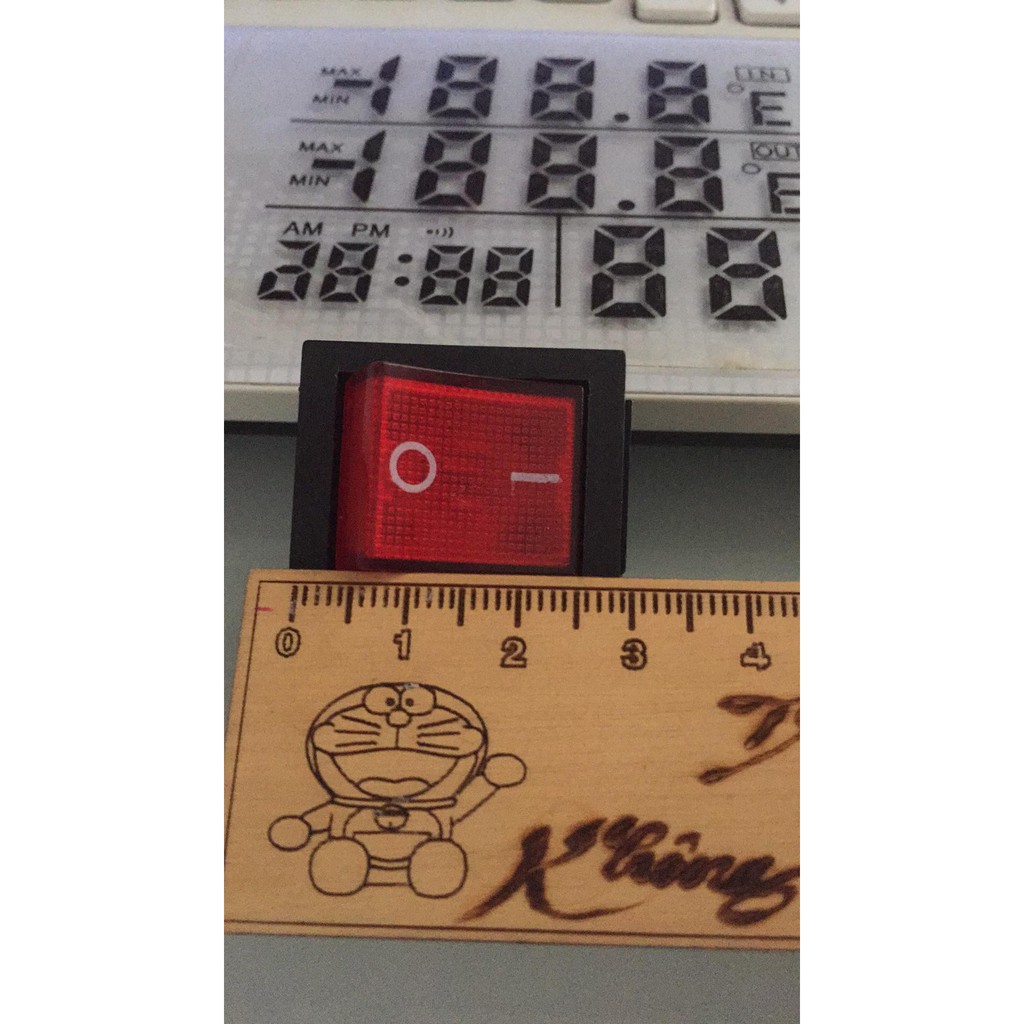 MAX
MIN
-188.8 °E
IN
MAX
MIN
-188.8 °E
OUT
AM PM
28:88 88
O I
0 1 2 3 4
Không